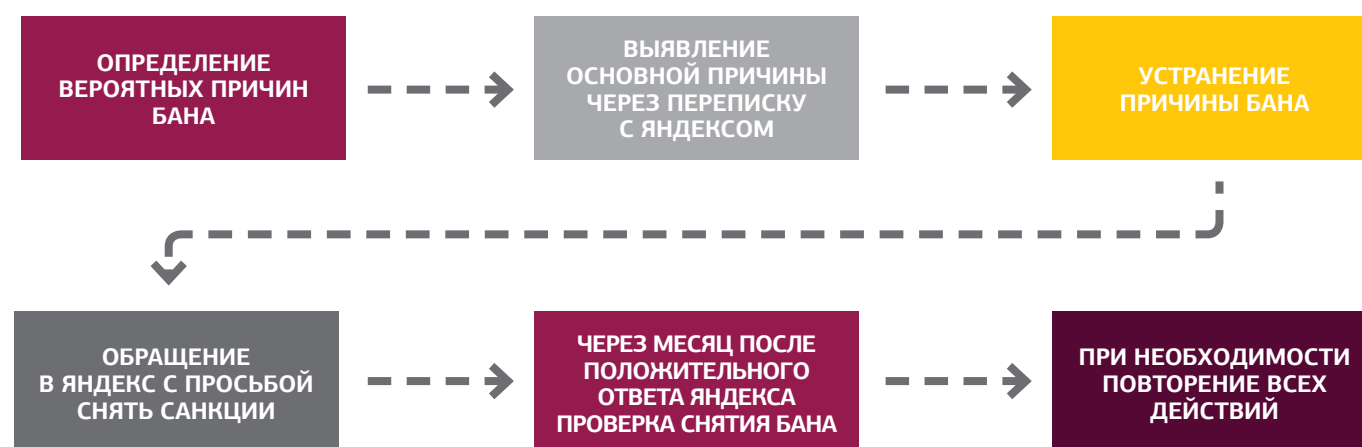 ОПРЕДЕЛЕНИЕ
ВЕРОЯТНЫХ ПРИЧИН
БАНА
ВЫЯВЛЕНИЕ
ОСНОВНОЙ ПРИЧИНЫ
ЧЕРЕЗ ПЕРЕПИСКУ
С ЯНДЕКСОМ
УСТРАНЕНИЕ
ПРИЧИНЫ БАНА
ОБРАЩЕНИЕ
В ЯНДЕКС С ПРОСЬБОЙ
СНЯТЬ САНКЦИИ
ЧЕРЕЗ МЕСЯЦ ПОСЛЕ
ПОЛОЖИТЕЛЬНОГО
ОТВЕТА ЯНДЕКСА
ПРОВЕРКА СНЯТИЯ БАНА
ПРИ НЕОБХОДИМОСТИ
ПОВТОРЕНИЕ ВСЕХ
ДЕЙСТВИЙ